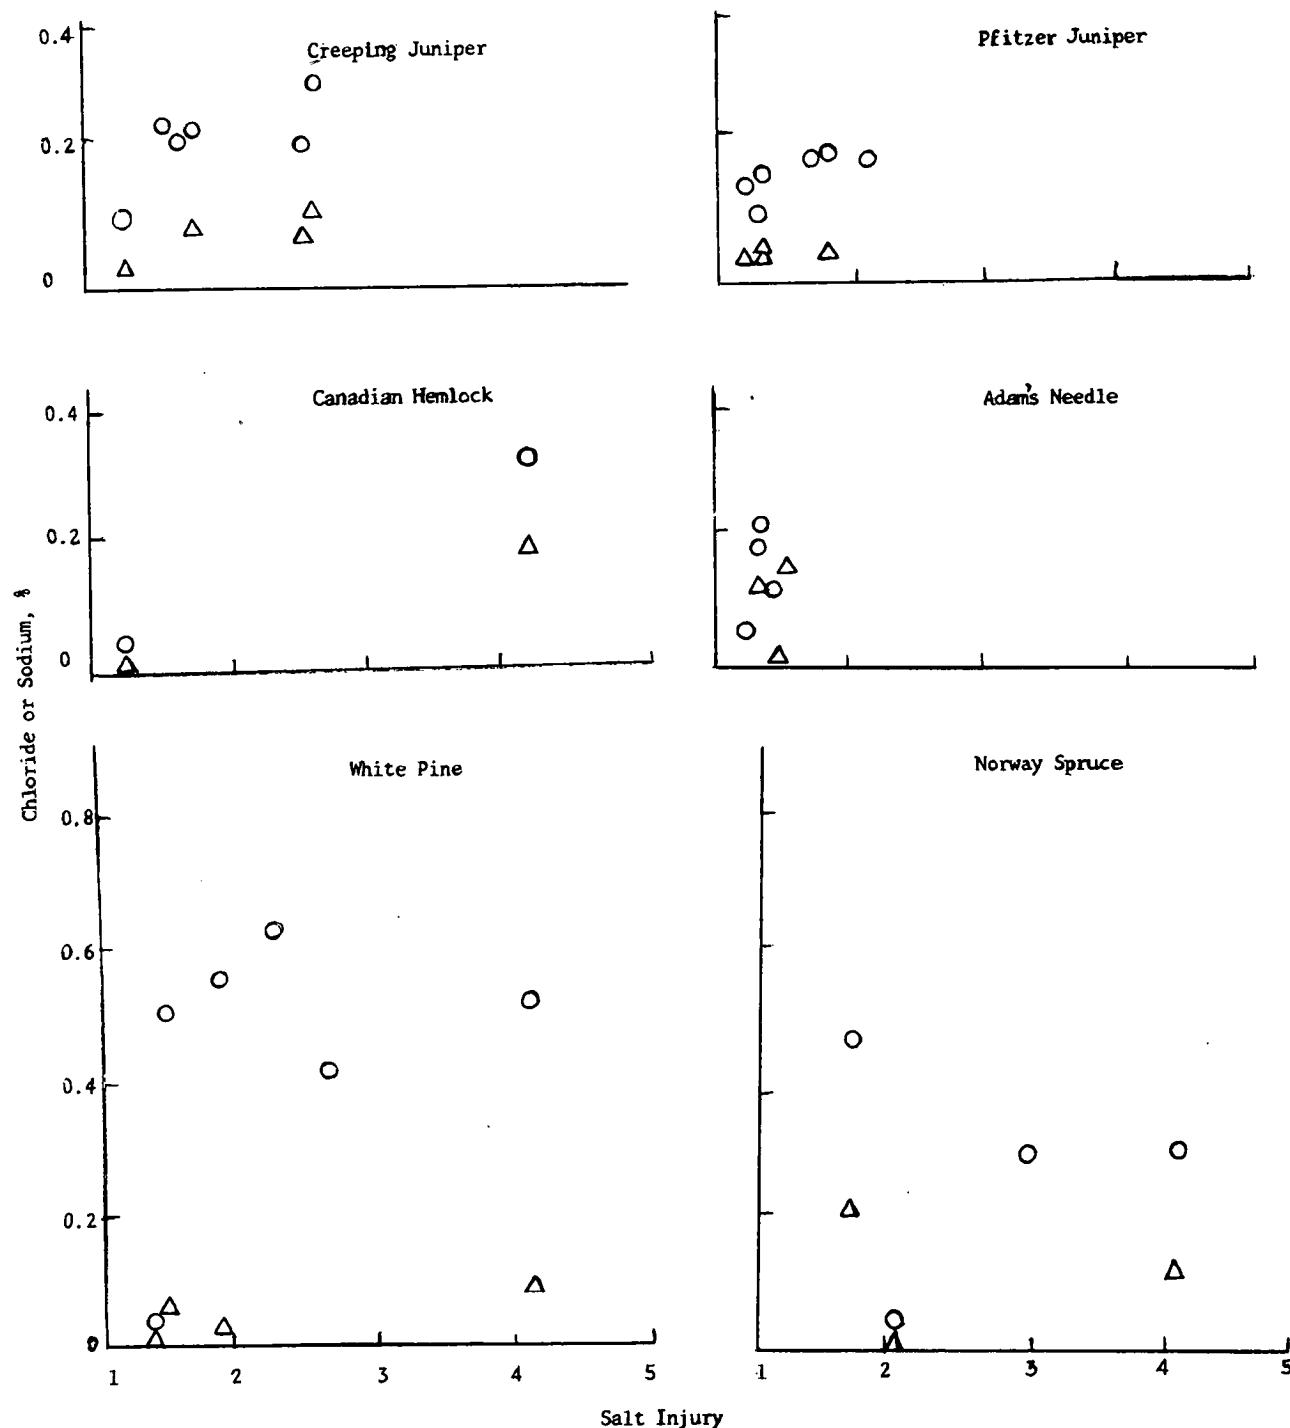 0.4
Creeping Juniper
Pfitzer Juniper
0.2
0
Canadian Hemlock
Adam's Needle
0.4
0.2
0
Chloride or Sodium, %
White Pine
Norway Spruce
0.8
0.6
0.4
0.2
0
1 2 3 4 5
1 2 3 4 5
Salt Injury